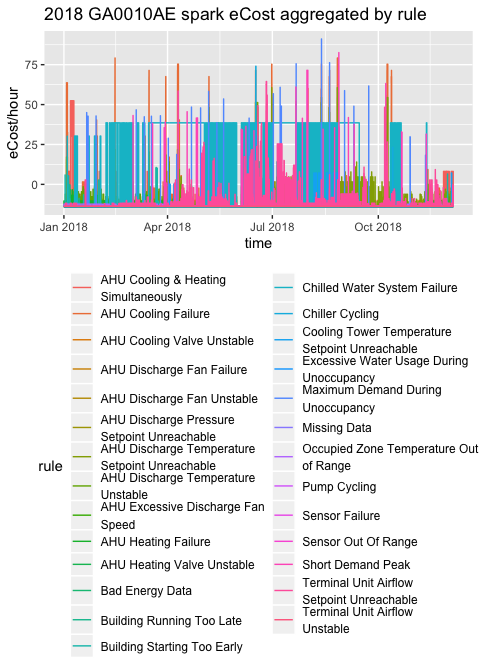 2018 GA0010AE spark eCost aggregated by rule
eCost/hour
75
50
25
0
Jan 2018
Apr 2018
Jul 2018
Oct 2018
time
rule
AHU Cooling & Heating
Simultaneously
AHU Cooling Failure
AHU Cooling Valve Unstable
AHU Discharge Fan Failure
AHU Discharge Fan Unstable
AHU Discharge Pressure
Setpoint Unreachable
AHU Discharge Temperature
Setpoint Unreachable
AHU Discharge Temperature
Unstable
AHU Excessive Discharge Fan
Speed
AHU Heating Failure
AHU Heating Valve Unstable
Bad Energy Data
Building Running Too Late
Building Starting Too Early
Chilled Water System Failure
Chiller Cycling
Cooling Tower Temperature
Setpoint Unreachable
Excessive Water Usage During
Unoccupancy
Maximum Demand During
Unoccupancy
Missing Data
Occupied Zone Temperature Out
of Range
Pump Cycling
Sensor Failure
Sensor Out Of Range
Short Demand Peak
Terminal Unit Airflow
Setpoint Unreachable
Terminal Unit Airflow
Unstable